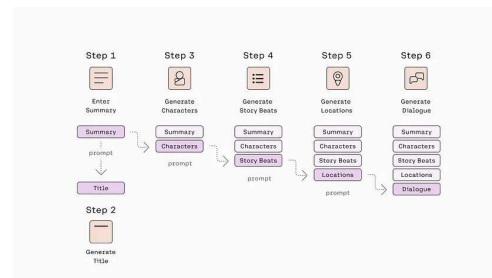 Step 1
Enter
Summary
Summary
prompt
Title
Step 2
Generate
Title
Step 3
Generate
Characters
Summary
Characters
prompt
Step 4
Generate
Story Beats
Summary
Characters
Story Beats
prompt
Step 5
Generate
Locations
Summary
Characters
Story Beats
Locations
prompt
Step 6
Generate
Dialogue
Summary
Characters
Story Beats
Locations
Dialogue